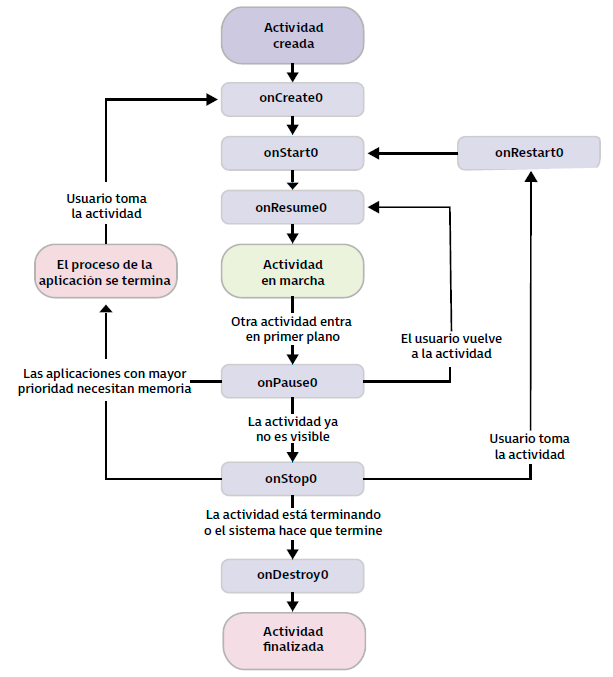 Actividad
creada
onCreate0
onStart0
onRestart0
Usuario toma
la actividad
onResume0
El proceso de la
aplicación se termina
Actividad
en marcha
Otra actividad entra
en primer plano
El usuario vuelve
a la actividad
Las aplicaciones con mayor
prioridad necesitan memoria
onPause0
La actividad ya
no es visible
Usuario toma
la actividad
onStop0
La actividad está terminando
o el sistema hace que termine
onDestroy0
Actividad
finalizada